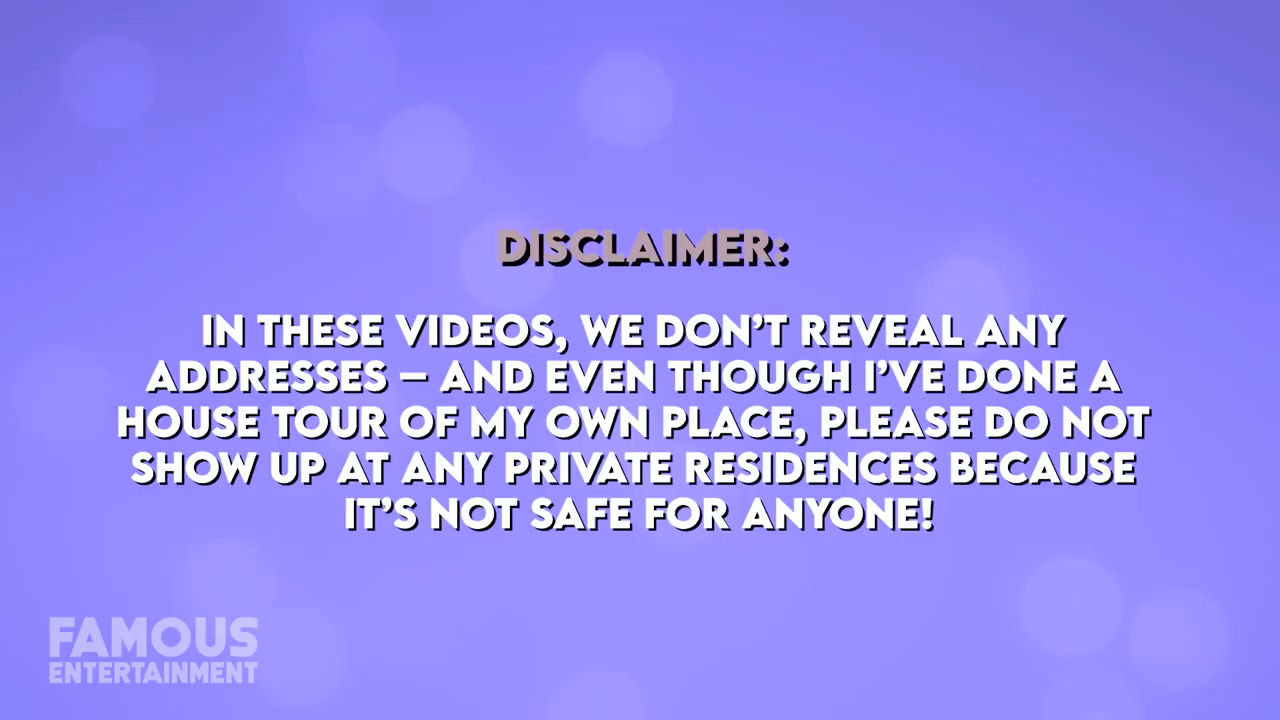 DISCLAIMER:
IN THESE VIDEOS, WE DON'T REVEAL ANY
ADDRESSES – AND EVEN THOUGH I'VE DONE A
HOUSE TOUR OF MY OWN PLACE, PLEASE DO NOT
SHOW UP AT ANY PRIVATE RESIDENCES BECAUSE
IT'S NOT SAFE FOR ANYONE!
FAMOUS
ENTERTAINMENT